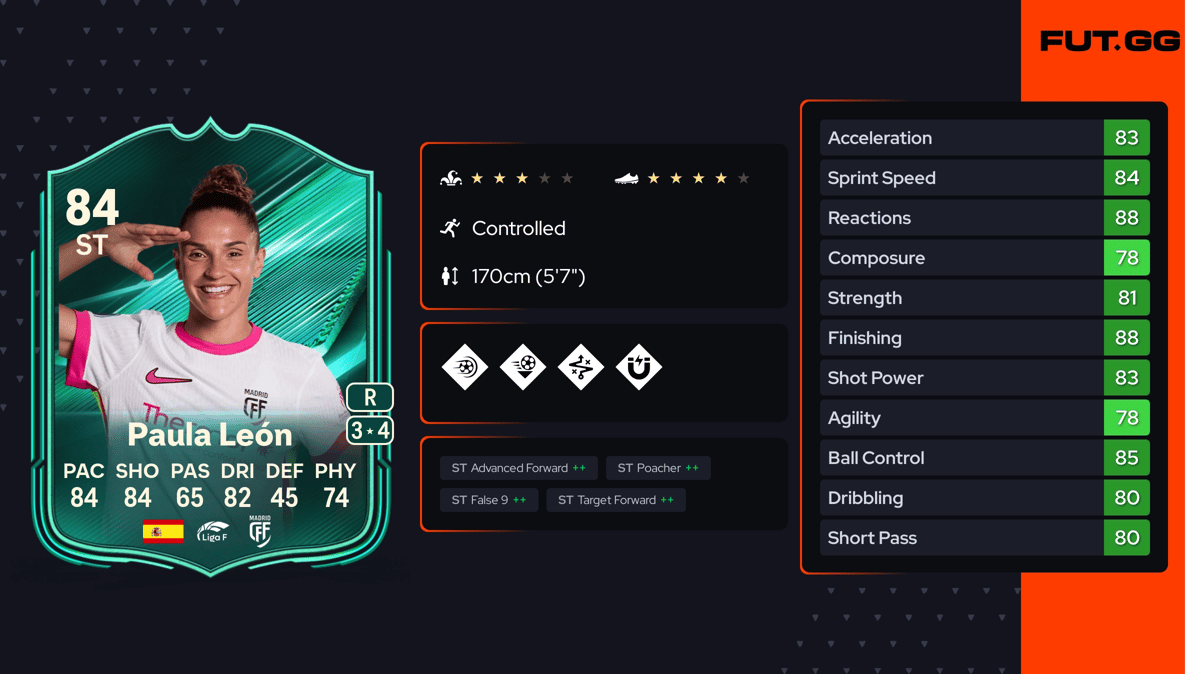 FUT.GG
84
ST
MADRID
CFF
R
3★4
Paula León
PAC SHO PAS DRI DEF PHY
84 84 65 82 45 74
Liga F
MADRID
CFF
Controlled
170cm (5'7")
ST Advanced Forward ++
ST Poacher ++
ST False 9 ++
ST Target Forward ++
Acceleration 83
Sprint Speed 84
Reactions 88
Composure 78
Strength 81
Finishing 88
Shot Power 83
Agility 78
Ball Control 85
Dribbling 80
Short Pass 80